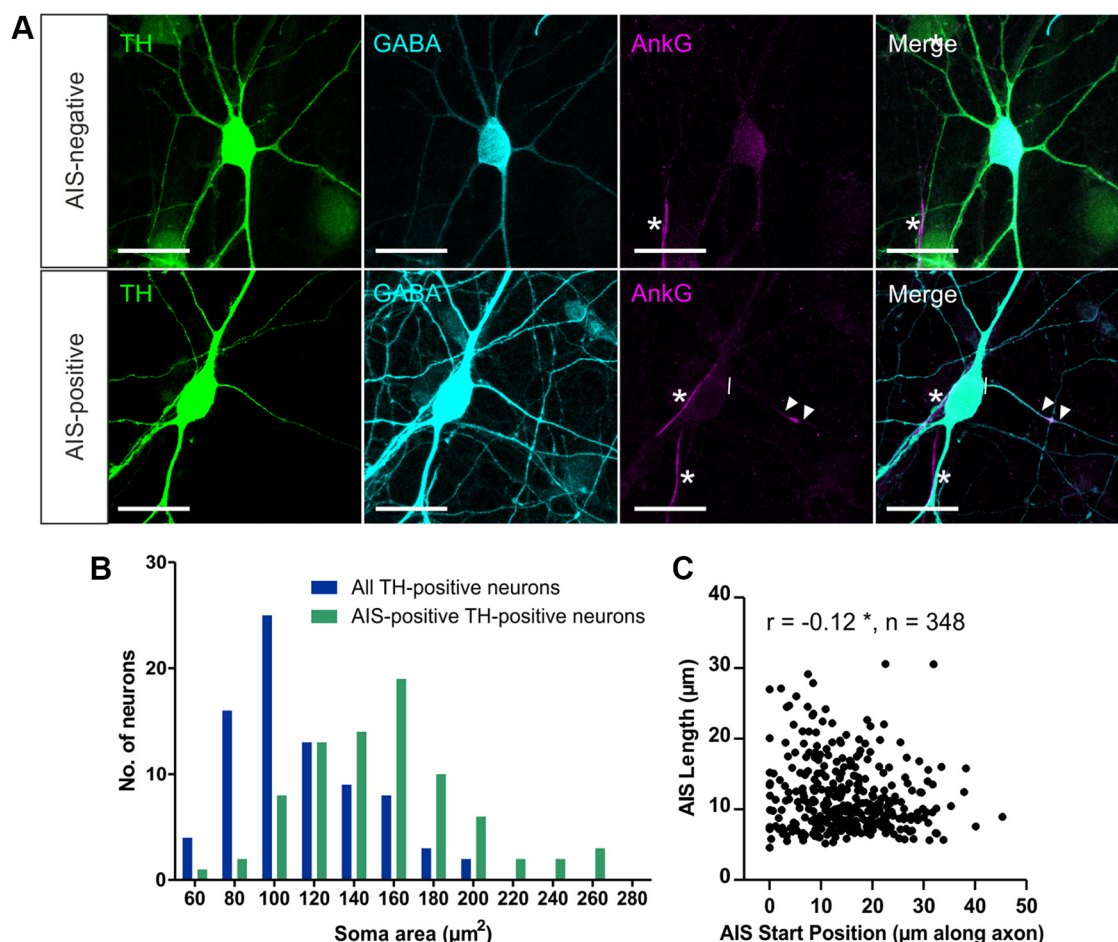 A
AIS-negative
TH
GABA
AnkG
Merge
*
*
*
AIS-positive
TH
GABA
AnkG
Merge
*
*
*
*
B
30
20
10
0
No. of neurons
All TH-positive neurons
AIS-positive TH-positive neurons
60 80 100 120 140 160 180 200 220 240 260 280
Soma area (µm²)
C
40
30
20
10
0
AIS Length (µm)
r = -0.12 *, n = 348
0 10 20 30 40 50
AIS Start Position (µm along axon)